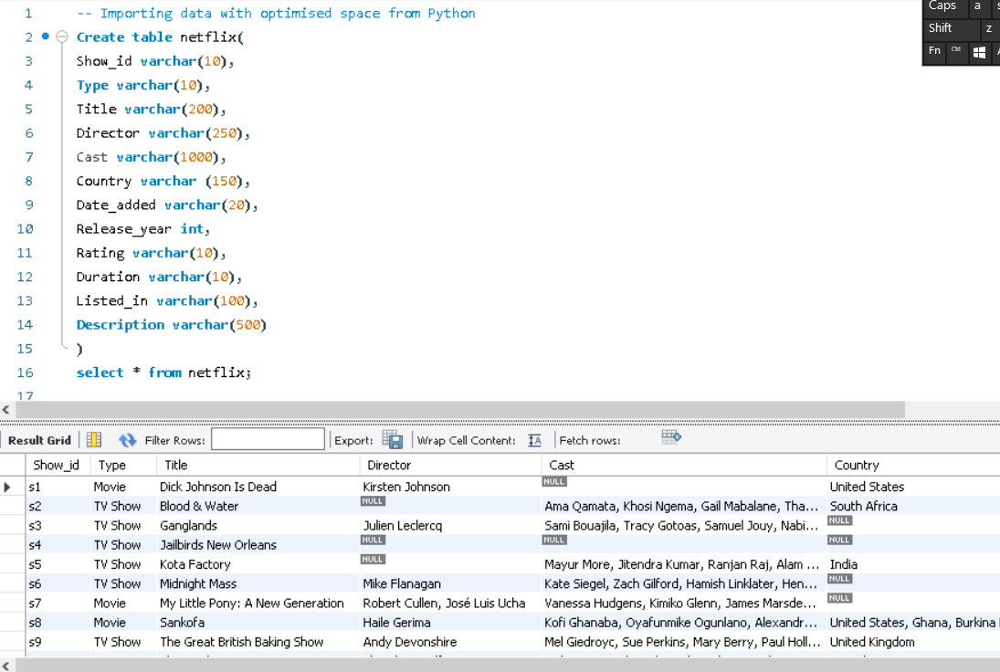 1 -- Importing data with optimised space from Python
2 Create table netflix(
3 Show_id varchar(10),
4 Type varchar(10),
5 Title varchar(200),
6 Director varchar(250),
7 Cast varchar(1000),
8 Country varchar (150),
9 Date_added varchar(20),
10 Release_year int,
11 Rating varchar(10),
12 Duration varchar(10),
13 Listed_in varchar(100),
14 Description varchar(500)
15 )
16 select * from netflix;
17
Caps a s
Shift z
Fn Ctrl
Result Grid Filter Rows: Export: Wrap Cell Content: Fetch rows:
Show_id Type Title Director Cast Country
s1 Movie Dick Johnson Is Dead Kirsten Johnson NULL United States
s2 TV Show Blood & Water NULL Ama Qamata, Khosi Ngema, Gail Mabalane, Tha... South Africa
s3 TV Show Ganglands Julien Leclercq Sami Bouajila, Tracy Gotoas, Samuel Jouy, Nabi... NULL
s4 TV Show Jailbirds New Orleans NULL NULL NULL
s5 TV Show Kota Factory NULL Mayur More, Jitendra Kumar, Ranjan Raj, Alam ... India
s6 TV Show Midnight Mass Mike Flanagan Kate Siegel, Zach Gilford, Hamish Linklater, Hen... NULL
s7 Movie My Little Pony: A New Generation Robert Cullen, José Luis Ucha Vanessa Hudgens, Kimiko Glenn, James Marsde... NULL
s8 Movie Sankofa Haile Gerima Kofi Ghanaba, Oyafunmike Ogunlano, Alexandr... United States, Ghana, Burkina
s9 TV Show The Great British Baking Show Andy Devonshire Mel Giedroyc, Sue Perkins, Mary Berry, Paul Holl... United Kingdom